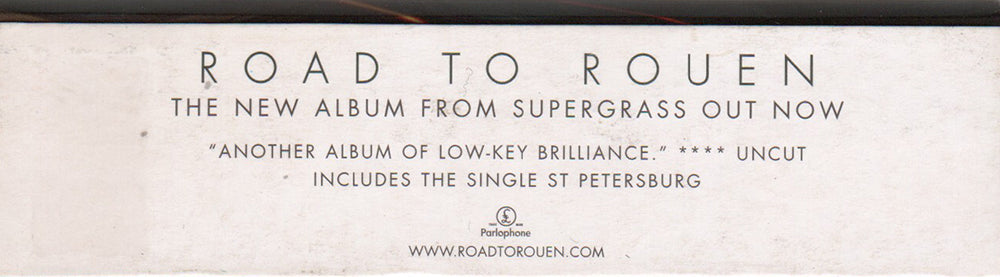 ROAD TO ROUEN
THE NEW ALBUM FROM SUPERGRASS OUT NOW
"ANOTHER ALBUM OF LOW-KEY BRILLIANCE." **** UNCUT
INCLUDES THE SINGLE ST PETERSBURG
£
Parlophone
WWW.ROADTOROUEN.COM